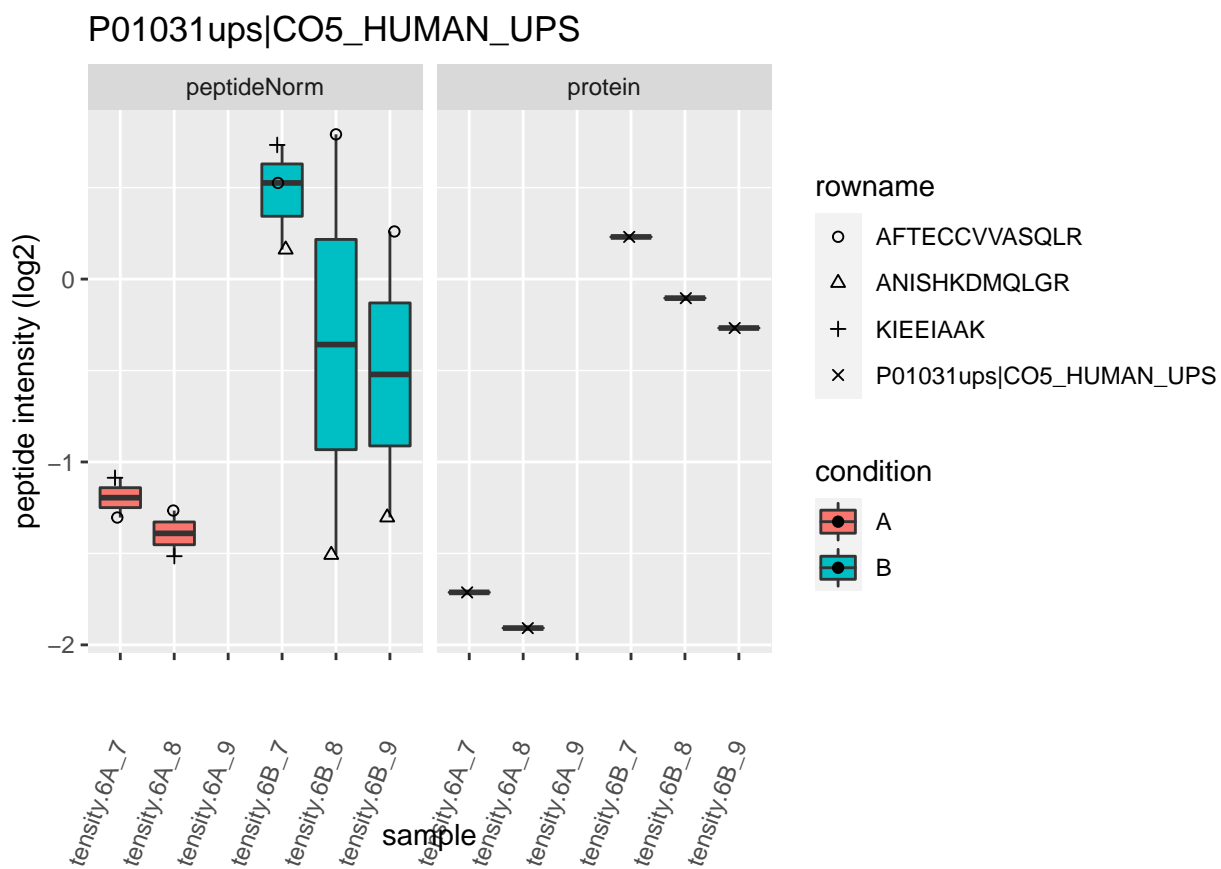 P01031ups|CO5_HUMAN_UPS
peptideNorm
protein
peptide intensity (log2)
0
−1
−2
tensity.6A_7
tensity.6A_8
tensity.6A_9
tensity.6B_7
tensity.6B_8
tensity.6B_9
tensity.6A_7
tensity.6A_8
tensity.6A_9
tensity.6B_7
tensity.6B_8
tensity.6B_9
sample
rowname
AFTECCVVASQLR
ANISHKDMQLGR
KIEEIAAK
P01031ups|CO5_HUMAN_UPS
condition
A
B